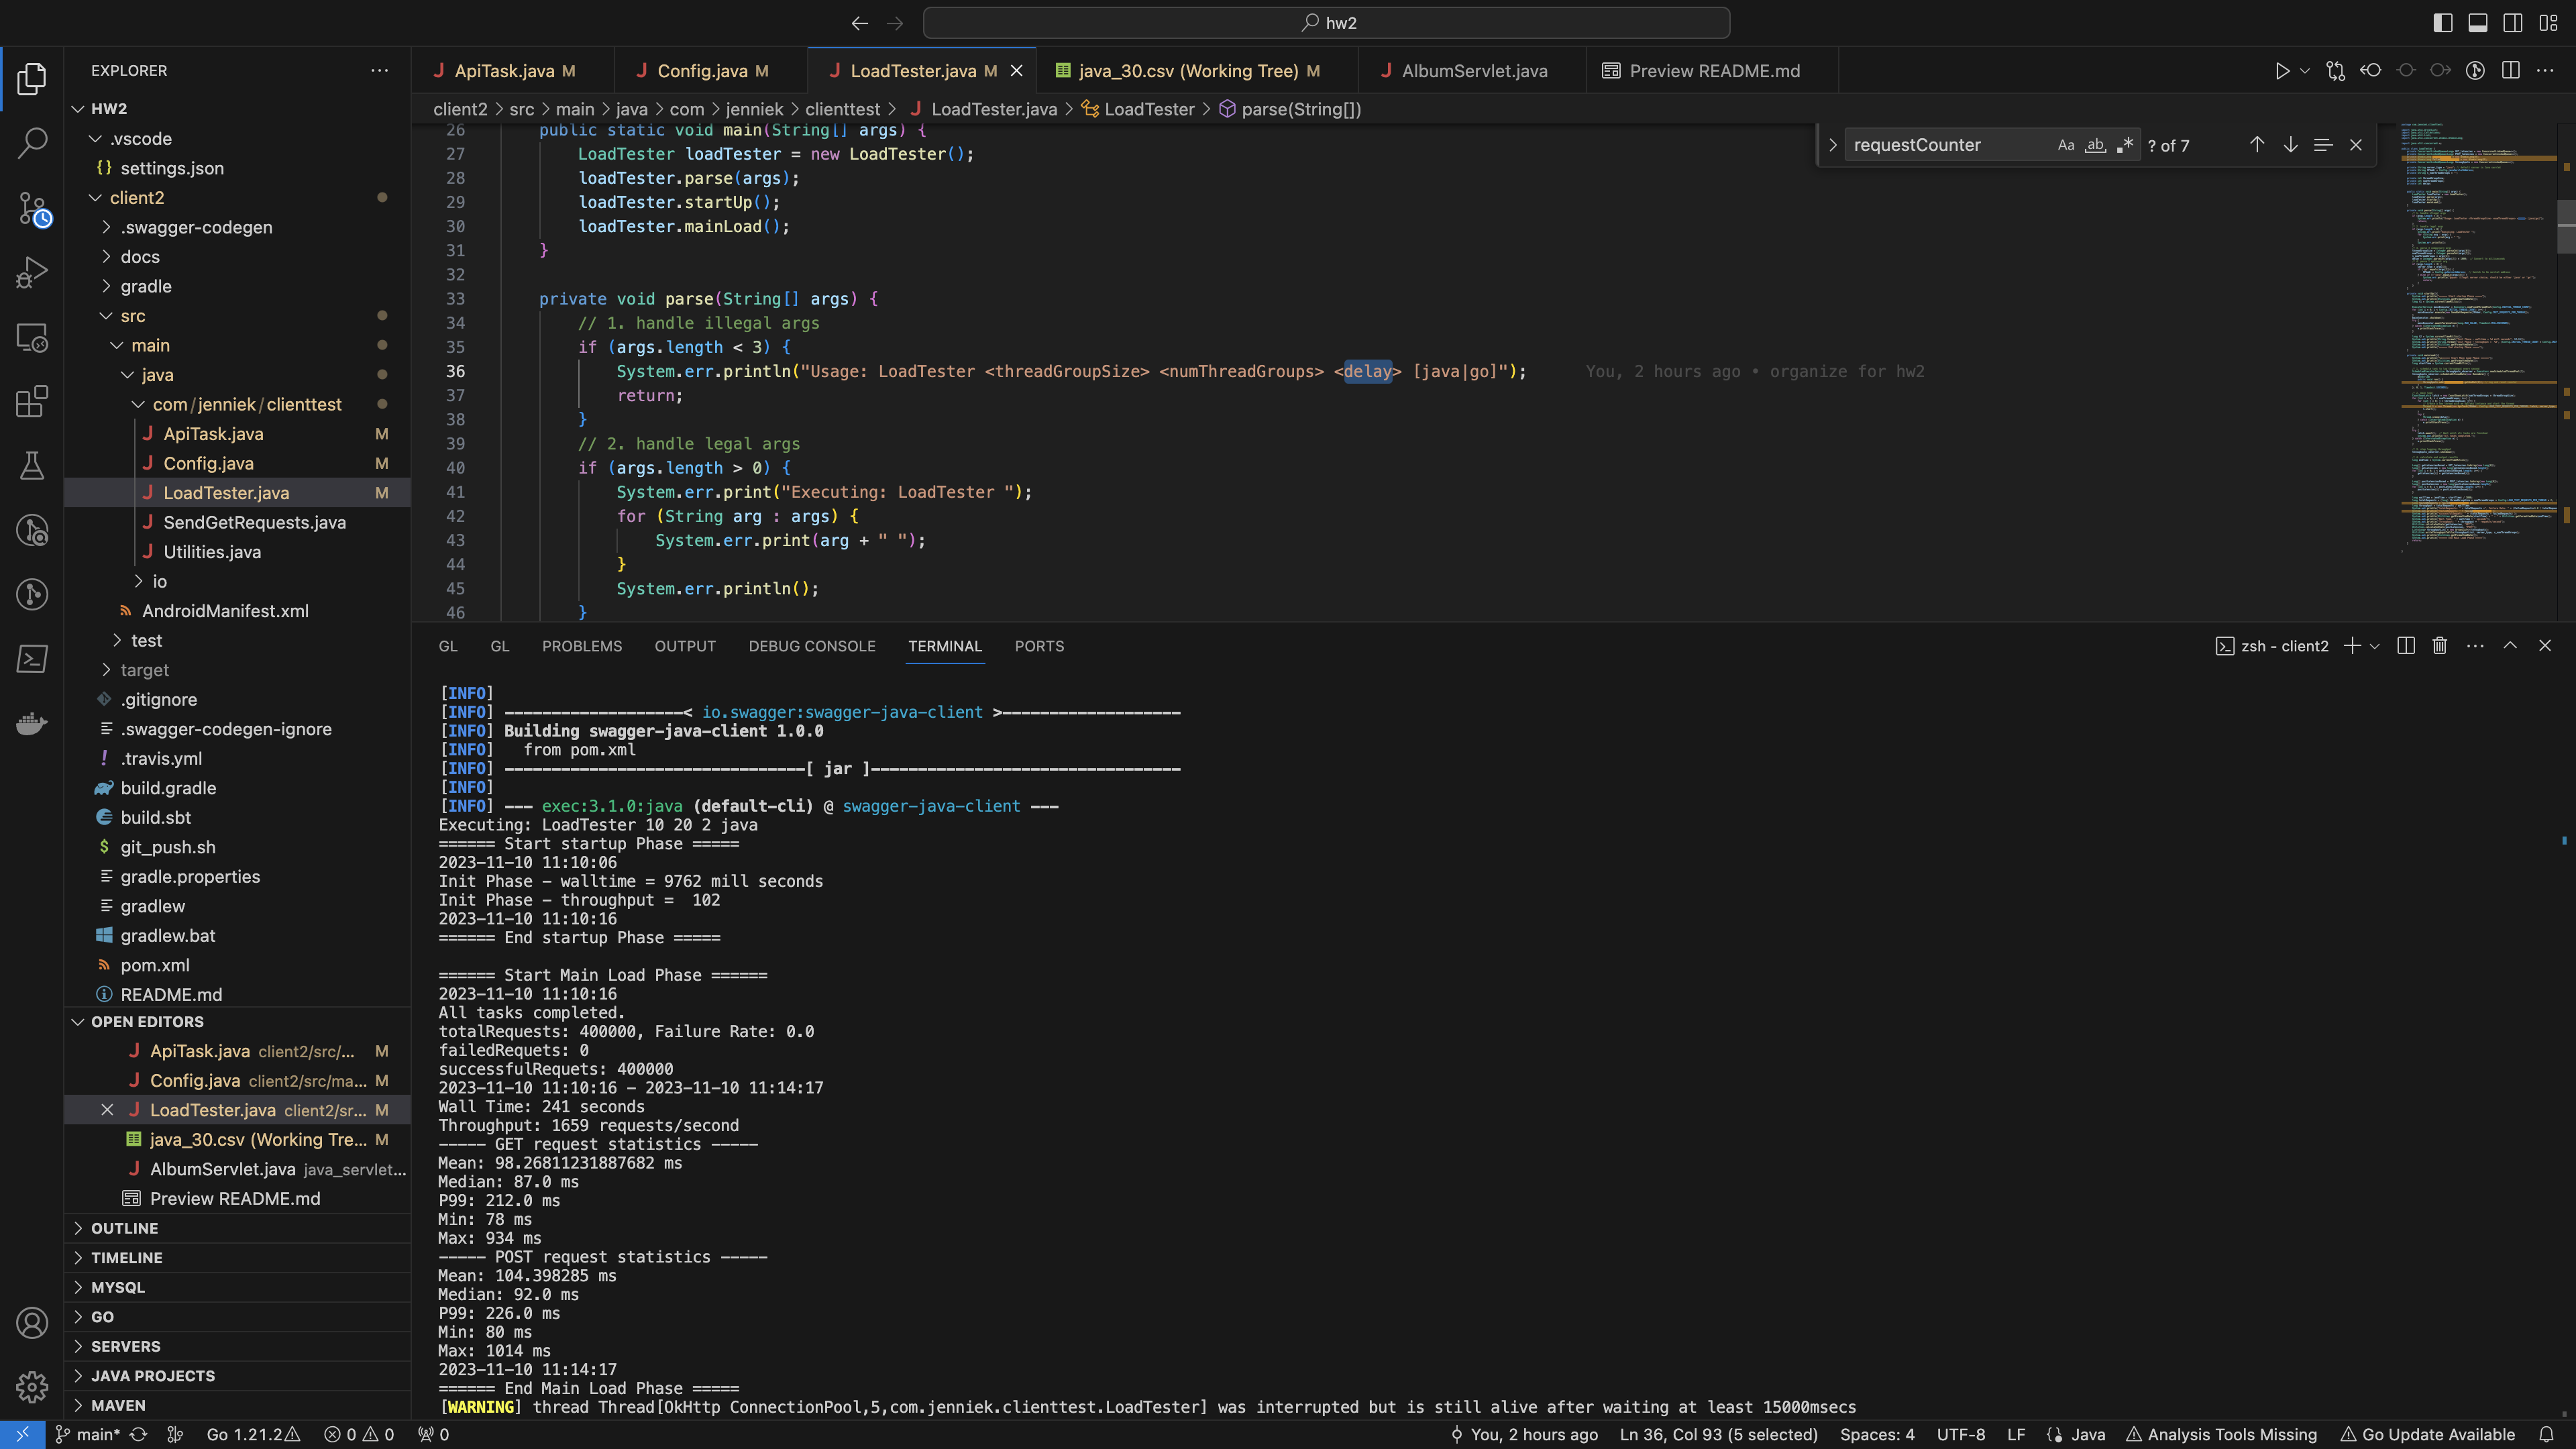 hw2
EXPLORER
HW2
.vscode
{} settings.json
client2
.swagger-codegen
docs
gradle
src
main
java
com/jenniek/clienttest
J ApiTask.java M
J Config.java M
J LoadTester.java M
J SendGetRequests.java
J Utilities.java
io
AndroidManifest.xml
test
target
.gitignore
.swagger-codegen-ignore
! .travis.yml
build.gradle
build.sbt
$ git_push.sh
gradle.properties
gradlew
gradlew.bat
pom.xml
README.md
OPEN EDITORS
J ApiTask.java client2/src/... M
J Config.java client2/src/ma... M
J LoadTester.java client2/sr... M
java_30.csv (Working Tre... M
J AlbumServlet.java java_servlet...
Preview README.md
OUTLINE
TIMELINE
MYSQL
GO
SERVERS
JAVA PROJECTS
MAVEN
J ApiTask.java M J Config.java M J LoadTester.java M java_30.csv (Working Tree) M J AlbumServlet.java Preview README.md
client2 > src > main > java > com > jenniek > clienttest > J LoadTester.java > LoadTester > parse(String[])
requestCounter Aa ab .* ? of 7
26 public static void main(String[] args) {
27 LoadTester loadTester = new LoadTester();
28 loadTester.parse(args);
29 loadTester.startUp();
30 loadTester.mainLoad();
31 }
32
33 private void parse(String[] args) {
34 // 1. handle illegal args
35 if (args.length < 3) {
36 System.err.println("Usage: LoadTester <threadGroupSize> <numThreadGroups> <delay> [java|go]"); You, 2 hours ago • organize for hw2
37 return;
38 }
39 // 2. handle legal args
40 if (args.length > 0) {
41 System.err.print("Executing: LoadTester ");
42 for (String arg : args) {
43 System.err.print(arg + " ");
44 }
45 System.err.println();
46 }
GL GL PROBLEMS OUTPUT DEBUG CONSOLE TERMINAL PORTS
zsh - client2
[INFO]
[INFO] -------------------< io.swagger:swagger-java-client >-------------------
[INFO] Building swagger-java-client 1.0.0
[INFO]   from pom.xml
[INFO] --------------------------------[ jar ]---------------------------------
[INFO]
[INFO] --- exec:3.1.0:java (default-cli) @ swagger-java-client ---
Executing: LoadTester 10 20 2 java
====== Start startup Phase =====
2023-11-10 11:10:06
Init Phase - walltime = 9762 mill seconds
Init Phase - throughput =  102
2023-11-10 11:10:16
====== End startup Phase =====
====== Start Main Load Phase ======
2023-11-10 11:10:16
All tasks completed.
totalRequests: 400000, Failure Rate: 0.0
failedRequets: 0
successfulRequets: 400000
2023-11-10 11:10:16 - 2023-11-10 11:14:17
Wall Time: 241 seconds
Throughput: 1659 requests/second
----- GET request statistics -----
Mean: 98.26811231887682 ms
Median: 87.0 ms
P99: 212.0 ms
Min: 78 ms
Max: 934 ms
----- POST request statistics -----
Mean: 104.398285 ms
Median: 92.0 ms
P99: 226.0 ms
Min: 80 ms
Max: 1014 ms
2023-11-10 11:14:17
====== End Main Load Phase =====
[WARNING] thread Thread[OkHttp ConnectionPool,5,com.jenniek.clienttest.LoadTester] was interrupted but is still alive after waiting at least 15000msecs
main* Go 1.21.2 0 0 0 You, 2 hours ago Ln 36, Col 93 (5 selected) Spaces: 4 UTF-8 LF Java Analysis Tools Missing Go Update Available